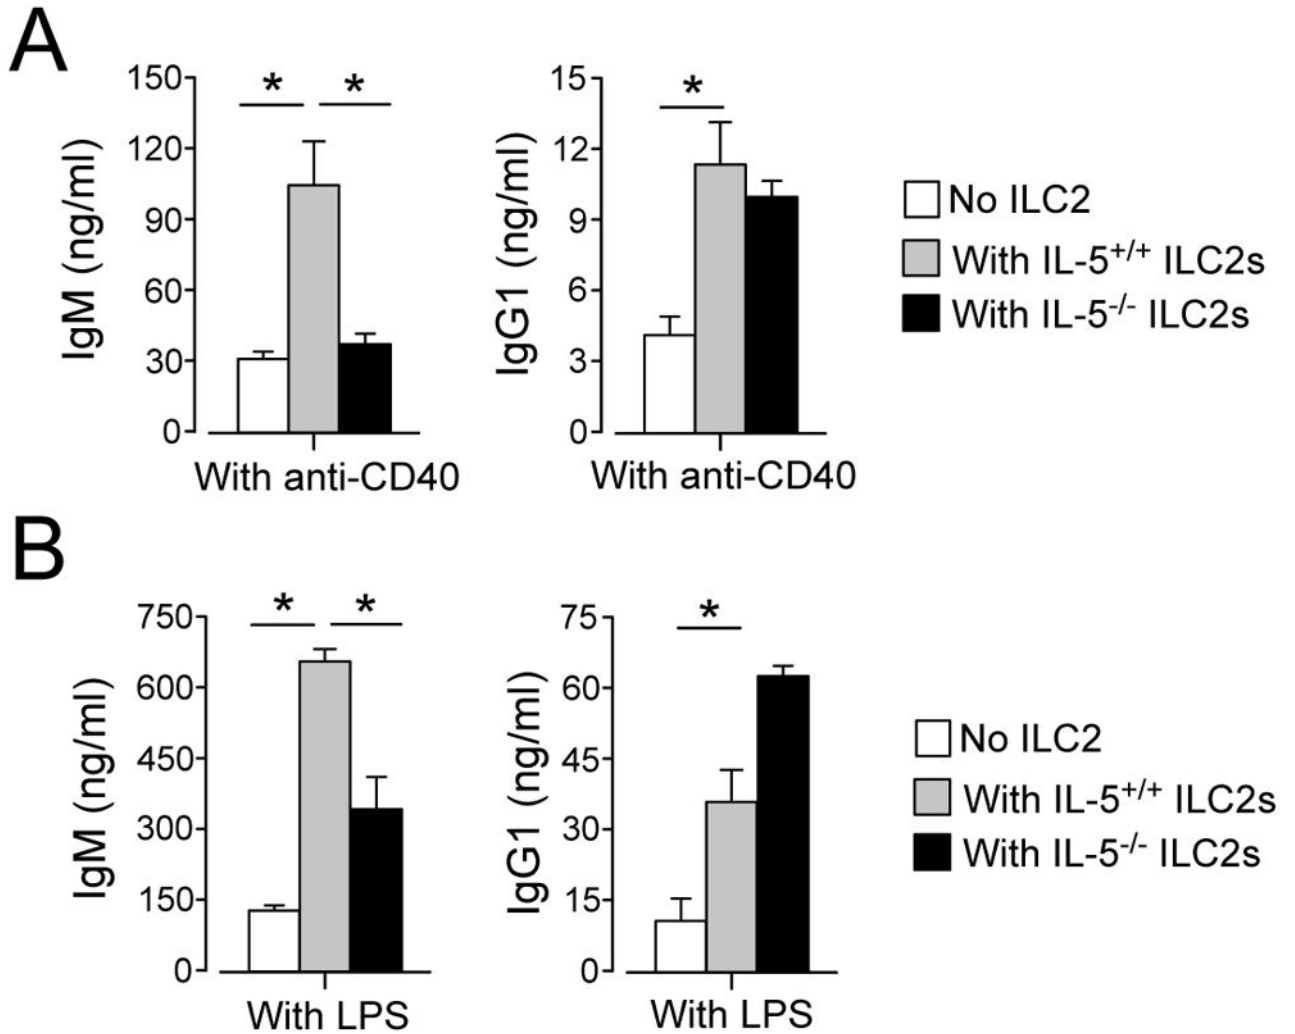 A
150
120
90
60
30
0
IgM (ng/ml)
* *
With anti-CD40
15
12
9
6
3
0
IgG1 (ng/ml)
*
With anti-CD40
No ILC2
With IL-5+/+ ILC2s
With IL-5-/- ILC2s
B
750
600
450
300
150
0
IgM (ng/ml)
* *
With LPS
75
60
45
30
15
0
IgG1 (ng/ml)
*
With LPS
No ILC2
With IL-5+/+ ILC2s
With IL-5-/- ILC2s